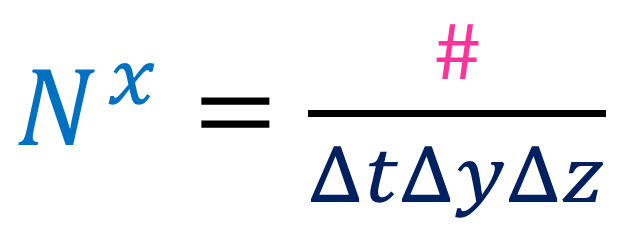 N^x = # / ΔtΔyΔz